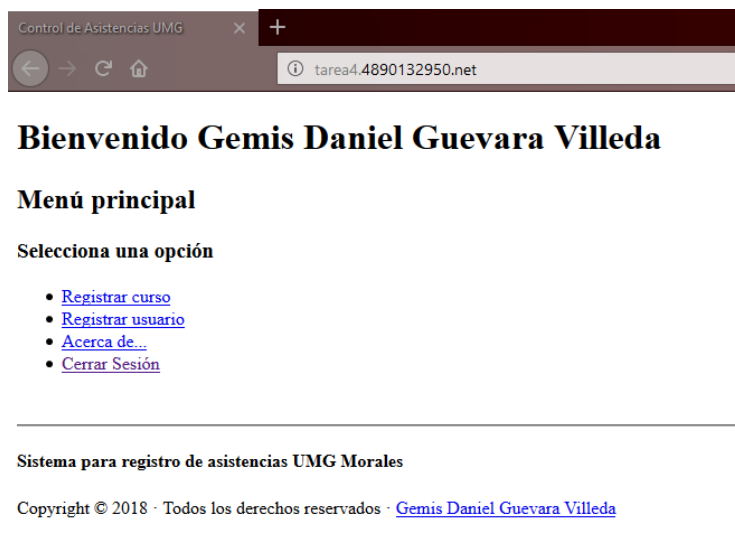 Control de Asistencias UMG
tarea4.4890132950.net
Bienvenido Gemis Daniel Guevara Villeda
Menú principal
Selecciona una opción
Registrar curso
Registrar usuario
Acerca de...
Cerrar Sesión
Sistema para registro de asistencias UMG Morales
Copyright © 2018 · Todos los derechos reservados · Gemis Daniel Guevara Villeda